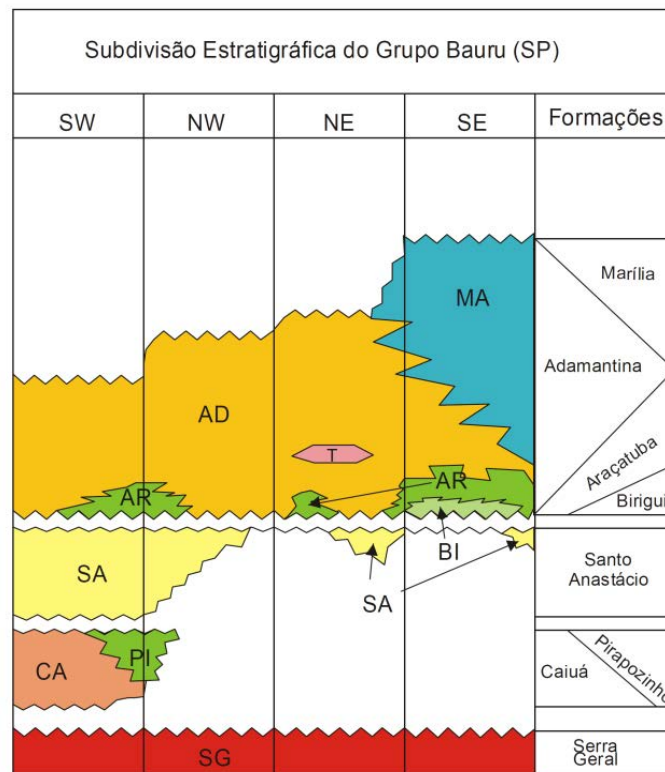 Subdivisão Estratigráfica do Grupo Bauru (SP)
SW NW NE SE Formações
MA
Marília
Adamantina
AD
T
AR
AR
Araçatuba
Birigui
BI
SA
SA
Santo
Anastácio
CA
PI
Caiuá
Pirapozinho
SG
Serra
Geral